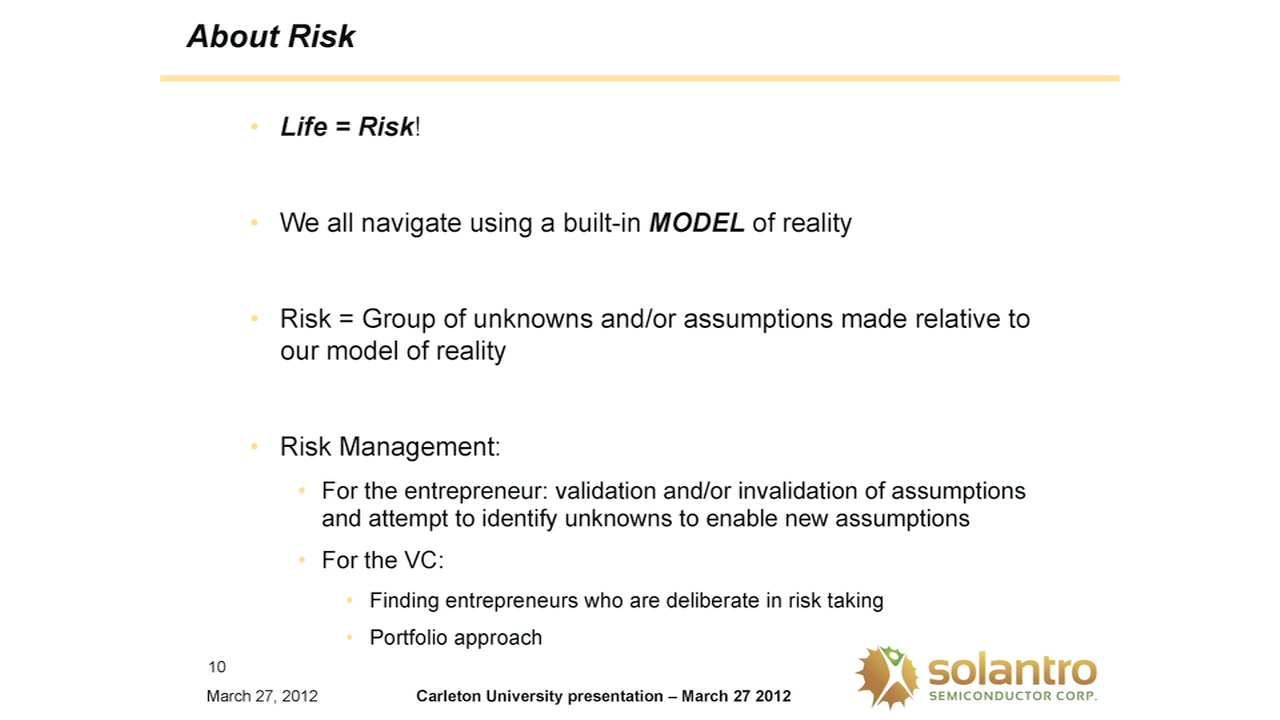 About Risk
• Life = Risk!
• We all navigate using a built-in MODEL of reality
• Risk = Group of unknowns and/or assumptions made relative to
our model of reality
• Risk Management:
• For the entrepreneur: validation and/or invalidation of assumptions
and attempt to identify unknowns to enable new assumptions
• For the VC:
• Finding entrepreneurs who are deliberate in risk taking
• Portfolio approach
10
March 27, 2012
Carleton University presentation – March 27 2012
solantro
SEMICONDUCTOR CORP.